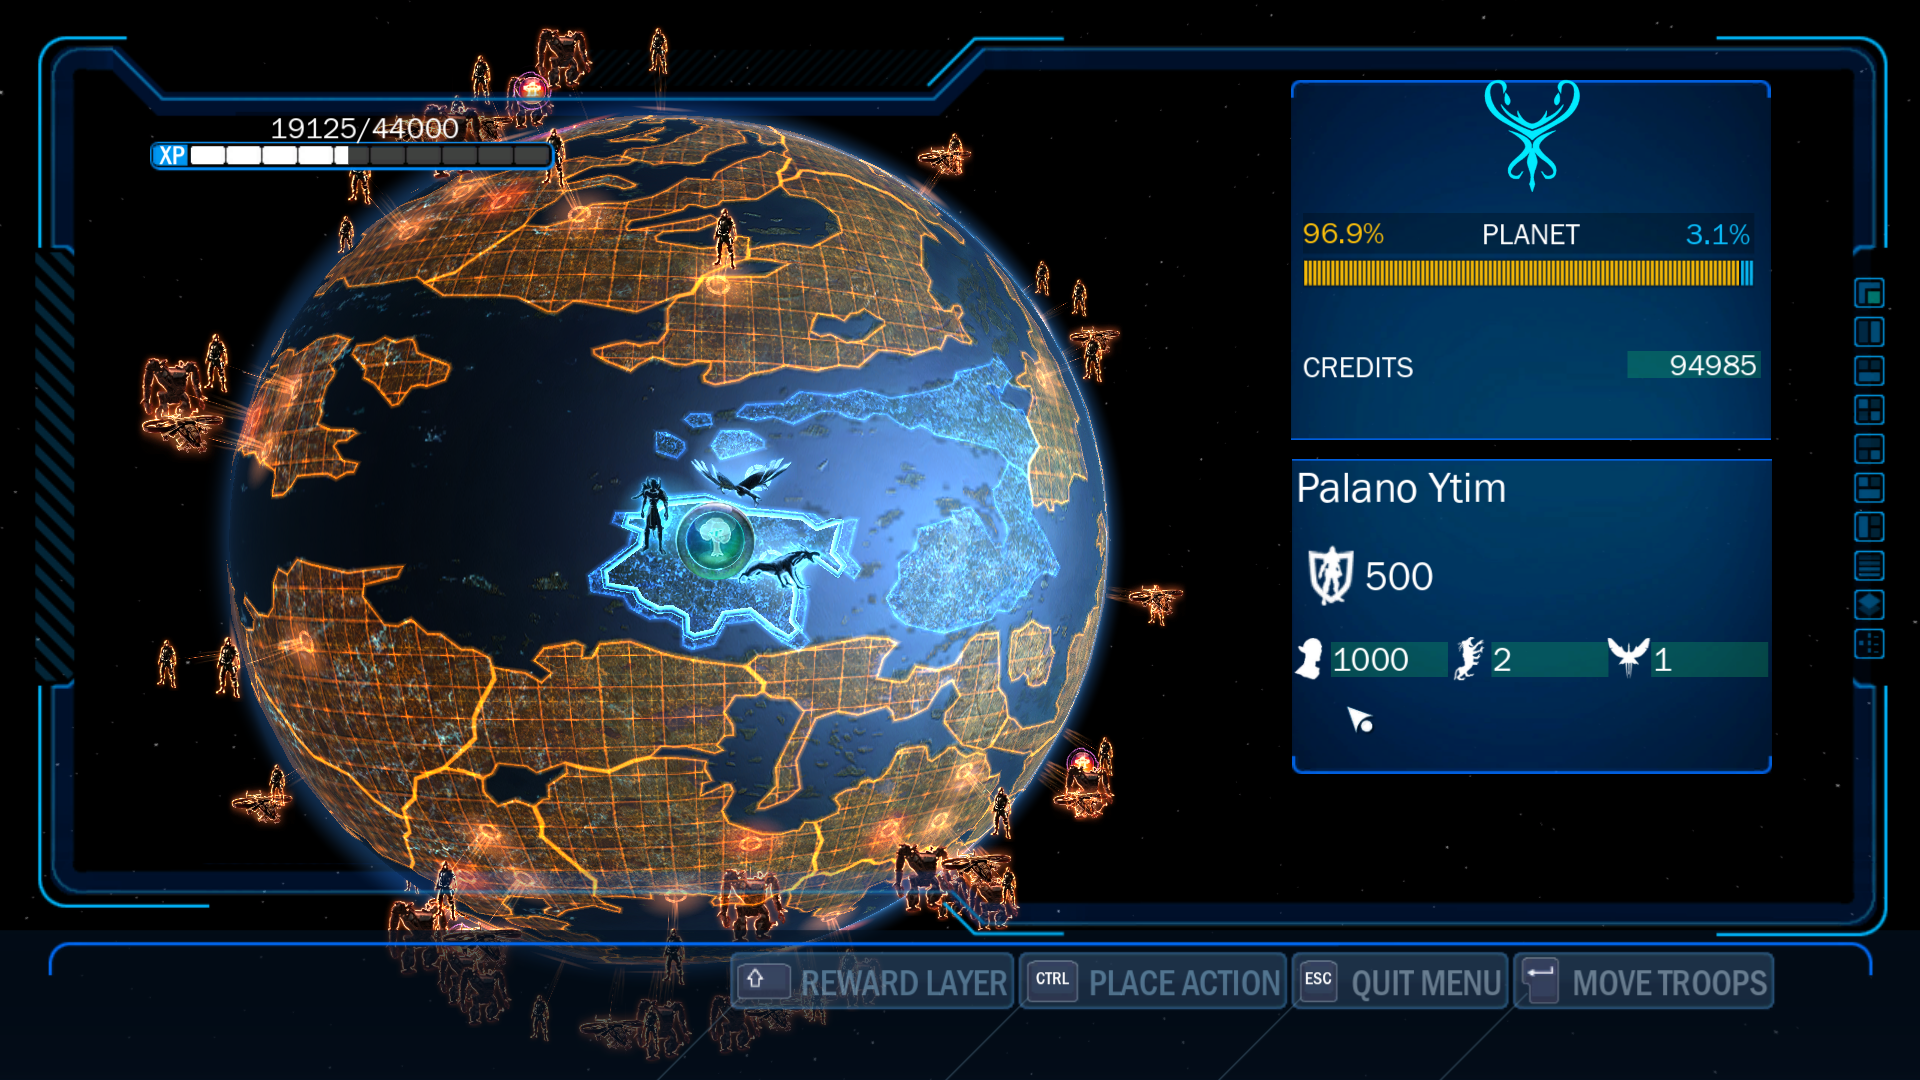 19125/44000
XP
96.9% PLANET 3.1%
CREDITS 94985
Palano Ytim
500
1000 2 1
REWARD LAYER
CTRL PLACE ACTION
ESC QUIT MENU
MOVE TROOPS